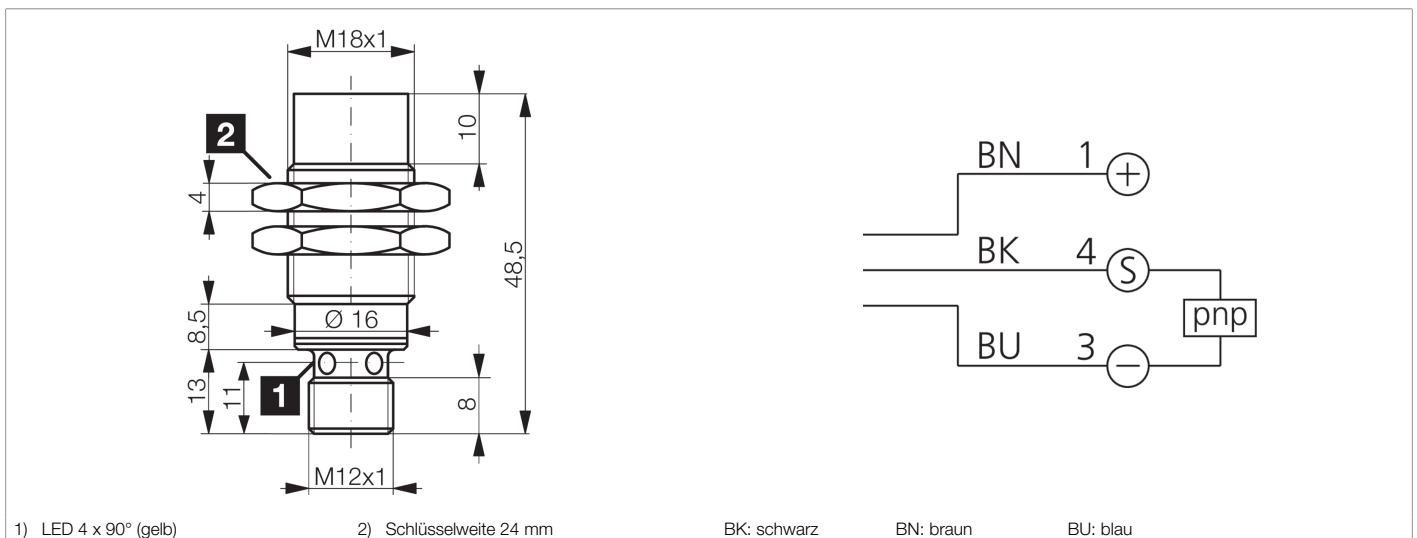 M18x1
2
10
4
48,5
8,5
Ø 16
13
11
1
8
M12x1
BN 1 +
BK 4 S
pnp
BU 3 −
1) LED 4 x 90° (gelb) 2) Schlüsselweite 24 mm BK: schwarz BN: braun BU: blau